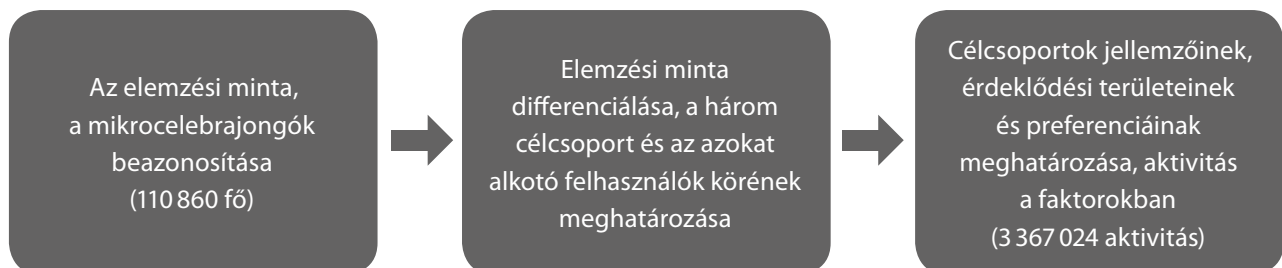 Az elemzési minta,
a mikrocelebrajongók
beazonosítása
(110 860 fő)
Elemzési minta
differenciálása, a három
célcsoport és az azokat
alkotó felhasználók körének
meghatározása
Célcsoportok jellemzőinek,
érdeklődési területeinek
és preferenciáinak
meghatározása, aktivitás
a faktorokban
(3 367 024 aktivitás)